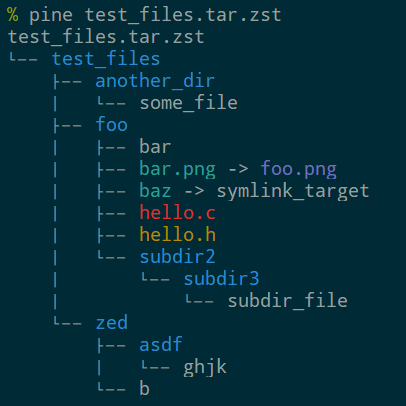 % pine test_files.tar.zst
test_files.tar.zst
└── test_files
    ├── another_dir
    |   └── some_file
    ├── foo
    |   ├── bar
    |   ├── bar.png -> foo.png
    |   ├── baz -> symlink_target
    |   ├── hello.c
    |   ├── hello.h
    |   └── subdir2
    |       └── subdir3
    |           └── subdir_file
    └── zed
        ├── asdf
        |   └── ghjk
        └── b